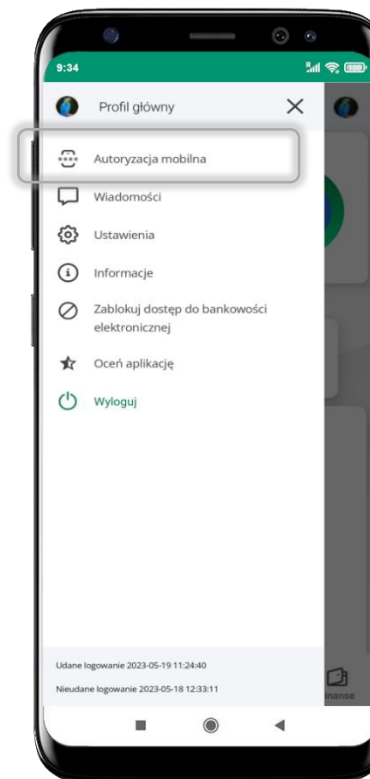 9:34
Profil główny
Autoryzacja mobilna
Wiadomości
Ustawienia
Informacje
Zablokuj dostęp do bankowości
elektronicznej
Oceń aplikację
Wyloguj
Udane logowanie 2023-05-19 11:24:40
Nieudane logowanie 2023-05-18 12:33:11